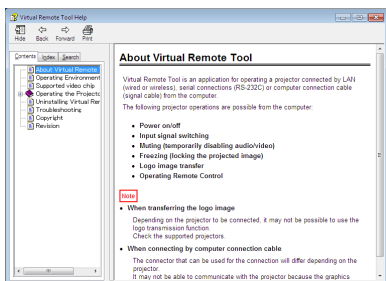 Virtual Remote Tool Help
Hide Back Forward Print
Contents Index Search
About Virtual Remote
Operating Environment
Supported video chip
Operating the Projecto
Uninstalling Virtual Rer
Troubleshooting
Copyright
Revision
About Virtual Remote Tool
Virtual Remote Tool is an application for operating a projector connected by LAN
(wired or wireless), serial connections (RS-232C) or computer connection cable
(signal cable) from the computer.
The following projector operations are possible from the computer:
• Power on/off
• Input signal switching
• Muting (temporarily disabling audio/video)
• Freezing (locking the projected image)
• Logo image transfer
• Operating Remote Control
Note
• When transferring the logo image
Depending on the projector to be connected, it may not be possible to use the
logo transmission function.
Check the supported projectors.
• When connecting by computer connection cable
The connector that can be used for the connection will differ depending on the
projector.
It may not be able to communicate with the projector because the graphics